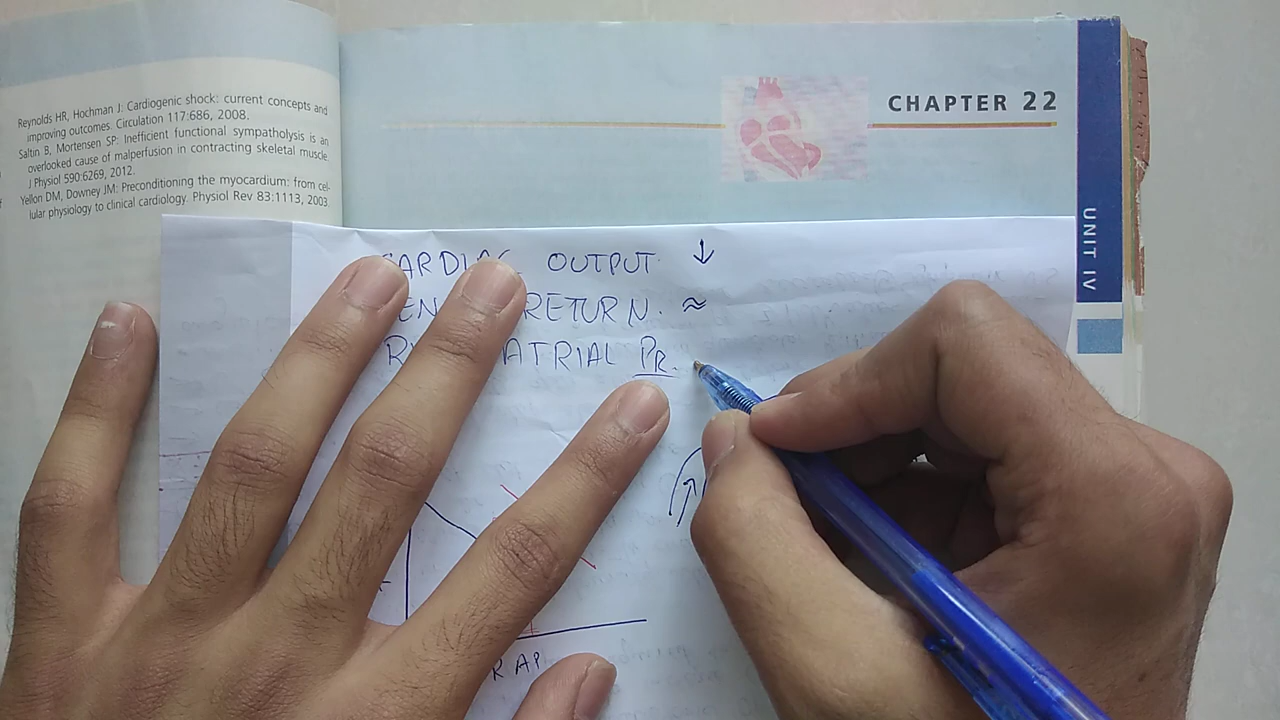 Reynolds HR, Hochman J: Cardiogenic shock: current concepts and
improving outcomes. Circulation 117:686, 2008.
Saltin B, Mortensen SP: Inefficient functional sympatholysis is an
overlooked cause of malperfusion in contracting skeletal muscle.
J Physiol 590:6269, 2012.
Yellon DM, Downey JM: Preconditioning the myocardium: from cel-
lular physiology to clinical cardiology. Physiol Rev 83:1113, 2003.
CHAPTER 22
UNIT IV
OUTPUT ↓
RETURN. ≈
ATRIAL PR.
RAP